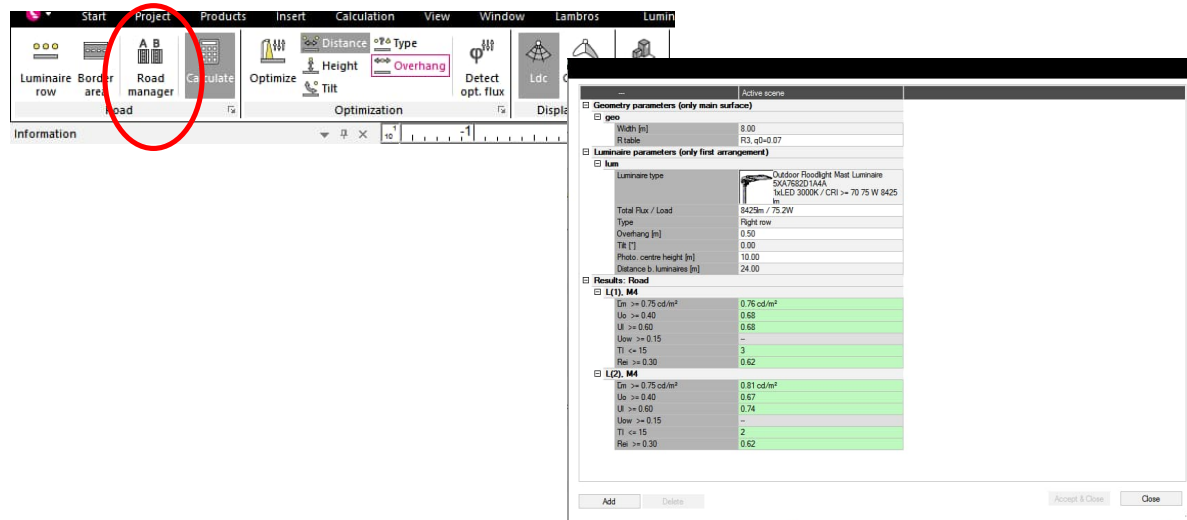 Start Project Products Insert Calculation View Window Lambros Lumin
Luminaire row
Border area
A B
Road manager
Calculate
Optimize
Distance
Height
Tilt
Type
Overhang
Detect opt. flux
Ldc
Road
Optimization
Displa
Information
10¹
-1
--- Active scene
Geometry parameters (only main surface)
geo
Width [m] 8.00
R table R3, q0=0.07
Luminaire parameters (only first arrangement)
lum
Luminaire type Outdoor Floodlight Mast Luminaire
5XA7682D1A4A
1xLED 3000K / CRI >= 70 75 W 8425
lm
Total Flux / Load 8425lm / 75.2W
Type Right row
Overhang [m] 0.50
Tilt [°] 0.00
Photo. centre height [m] 10.00
Distance b. luminaires [m] 24.00
Results: Road
L(1), M4
Em >= 0.75 cd/m² 0.76 cd/m²
Uo >= 0.40 0.68
Ul >= 0.60 0.68
Uow >= 0.15 --
TI <= 15 3
Rei >= 0.30 0.62
L(2), M4
Em >= 0.75 cd/m² 0.81 cd/m²
Uo >= 0.40 0.67
Ul >= 0.60 0.74
Uow >= 0.15 --
TI <= 15 2
Rei >= 0.30 0.62
Add Delete Accept & Close Close